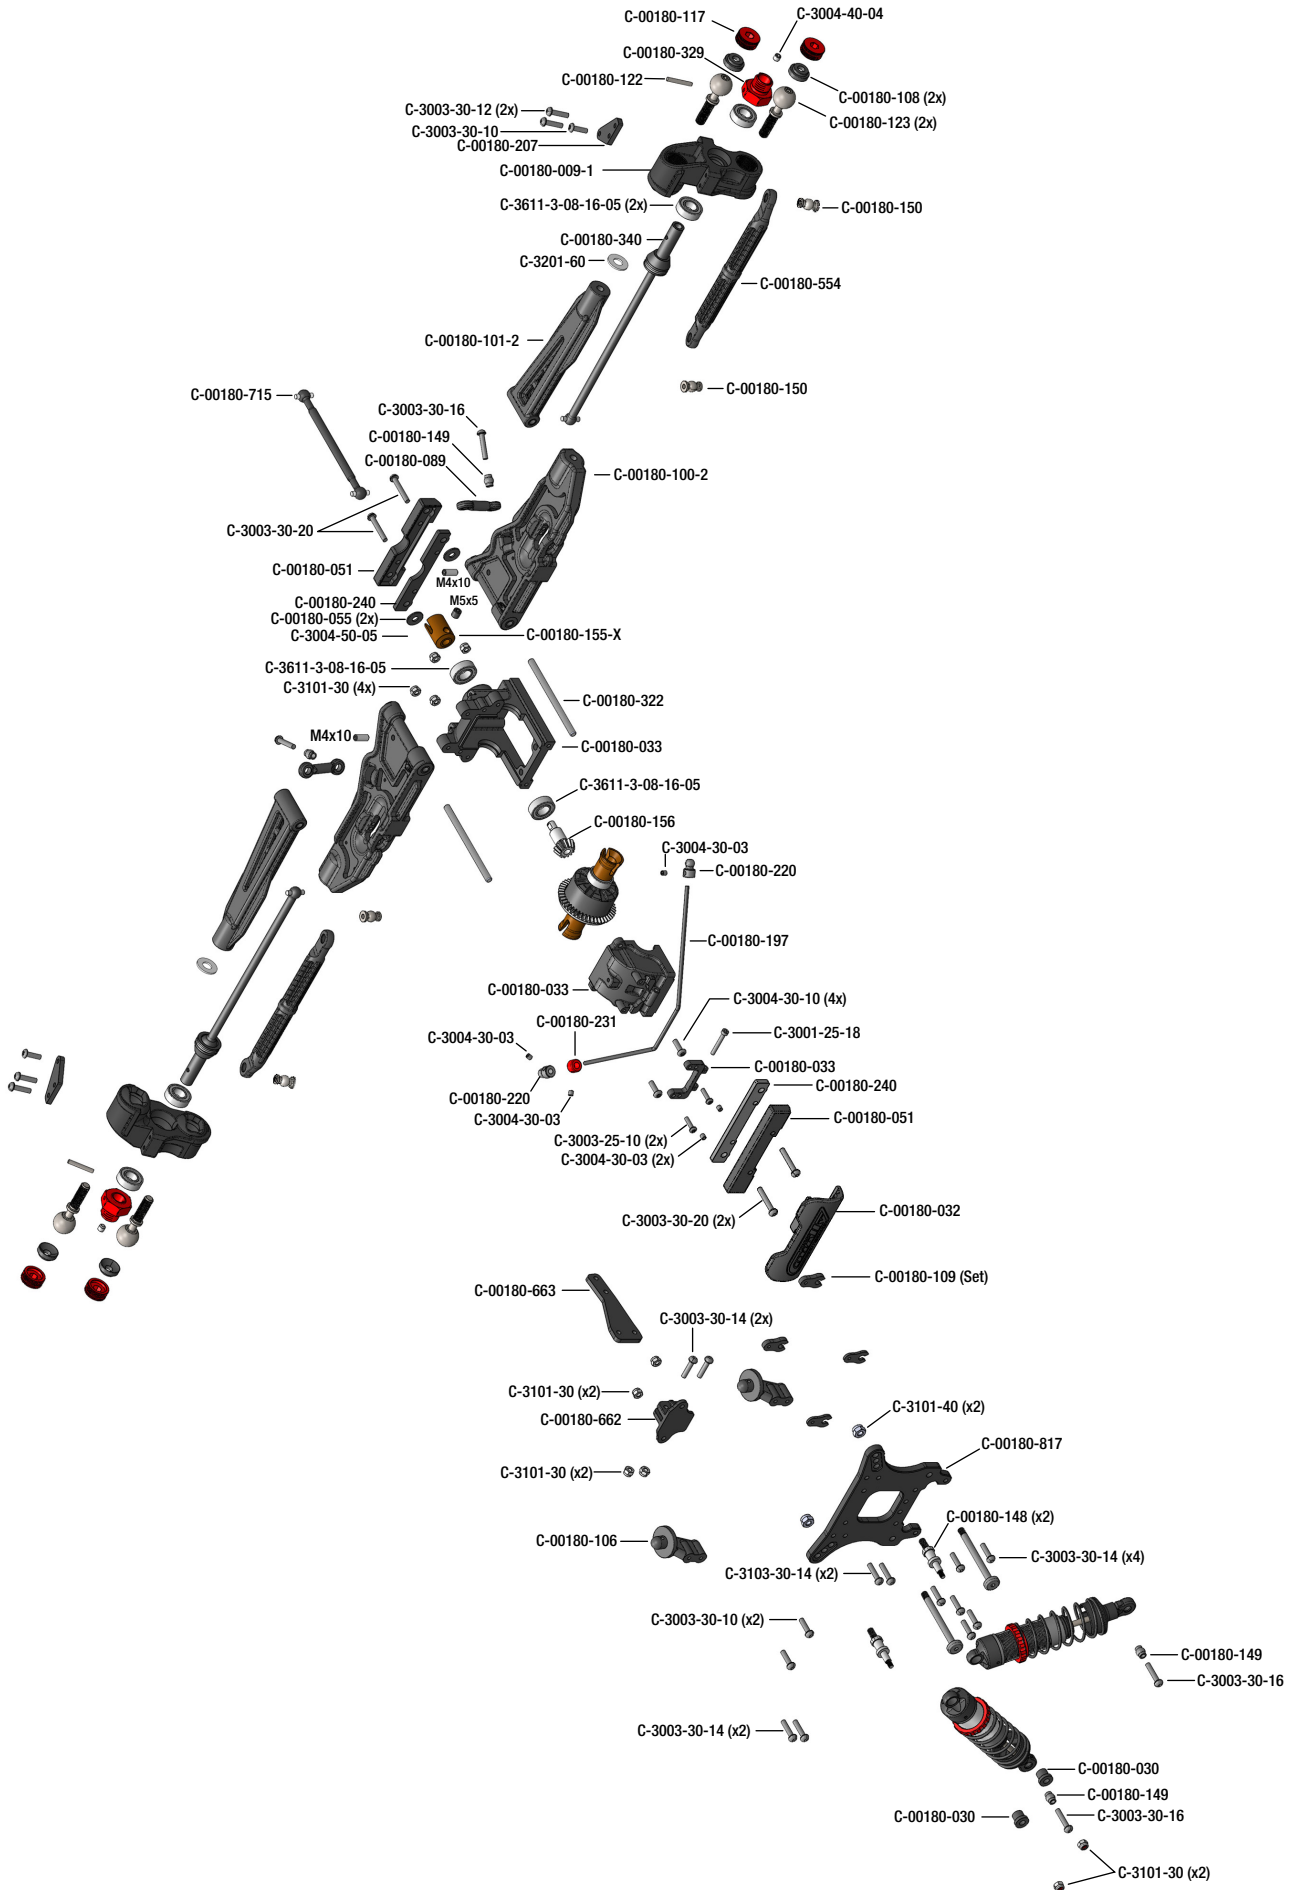 C-00180-117
C-3004-40-04
C-00180-329
C-00180-122
C-00180-108 (2x)
C-3003-30-12 (2x)
C-00180-123 (2x)
C-3003-30-10
C-00180-207
C-00180-009-1
C-3611-3-08-16-05 (2x)
C-00180-150
C-00180-340
C-3201-60
C-00180-554
C-00180-101-2
C-00180-150
C-00180-715
C-3003-30-16
C-00180-149
C-00180-089
C-00180-100-2
C-3003-30-20
C-00180-051
M4x10
C-00180-240
M5x5
C-00180-055 (2x)
C-3004-50-05
C-00180-155-X
C-3611-3-08-16-05
C-3101-30 (4x)
C-00180-322
M4x10
C-00180-033
C-3611-3-08-16-05
C-00180-156
C-3004-30-03
C-00180-220
C-00180-197
C-00180-033
C-3004-30-10 (4x)
C-00180-231
C-3001-25-18
C-3004-30-03
C-00180-033
C-00180-240
C-00180-220
C-00180-051
C-3004-30-03
C-3003-25-10 (2x)
C-3004-30-03 (2x)
C-00180-032
C-3003-30-20 (2x)
C-00180-109 (Set)
C-00180-663
C-3003-30-14 (2x)
C-3101-30 (x2)
C-3101-40 (x2)
C-00180-662
C-00180-817
C-3101-30 (x2)
C-00180-148 (x2)
C-00180-106
C-3003-30-14 (x4)
C-3103-30-14 (x2)
C-3003-30-10 (x2)
C-00180-149
C-3003-30-16
C-3003-30-14 (x2)
C-00180-030
C-00180-149
C-00180-030
C-3003-30-16
C-3101-30 (x2)